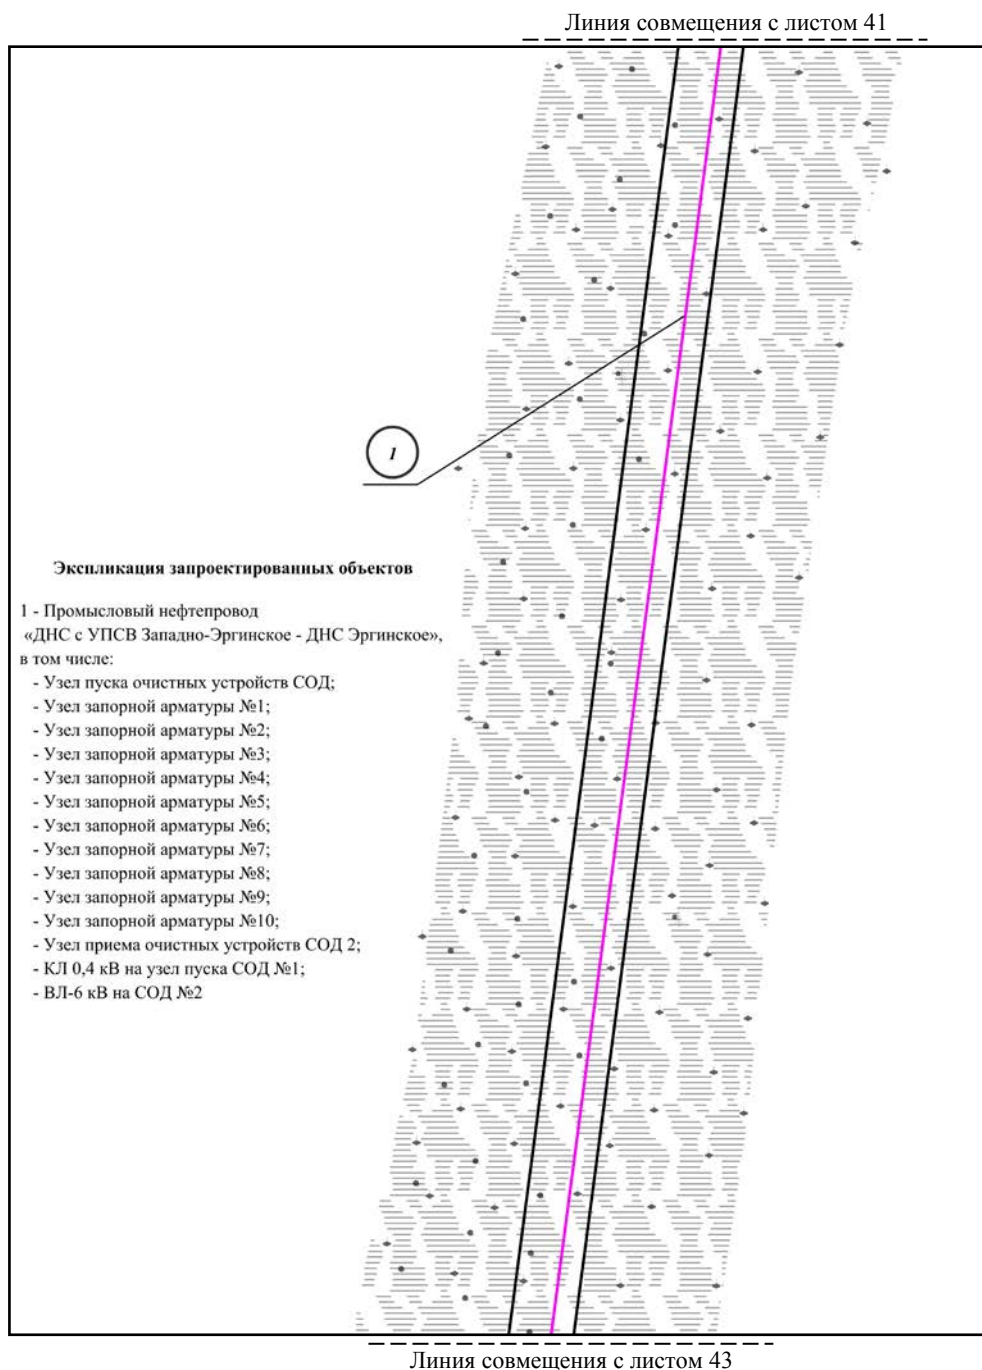 Линия совмещения с листом 41
1
Экспликация запроектированных объектов
1 - Промысловый нефтепровод
«ДНС с УПСВ Западно-Эргинское - ДНС Эргинское»,
в том числе:
- Узел пуска очистных устройств СОД;
- Узел запорной арматуры №1;
- Узел запорной арматуры №2;
- Узел запорной арматуры №3;
- Узел запорной арматуры №4;
- Узел запорной арматуры №5;
- Узел запорной арматуры №6;
- Узел запорной арматуры №7;
- Узел запорной арматуры №8;
- Узел запорной арматуры №9;
- Узел запорной арматуры №10;
- Узел приема очистных устройств СОД 2;
- КЛ 0,4 кВ на узел пуска СОД №1;
- ВЛ-6 кВ на СОД №2
Линия совмещения с листом 43